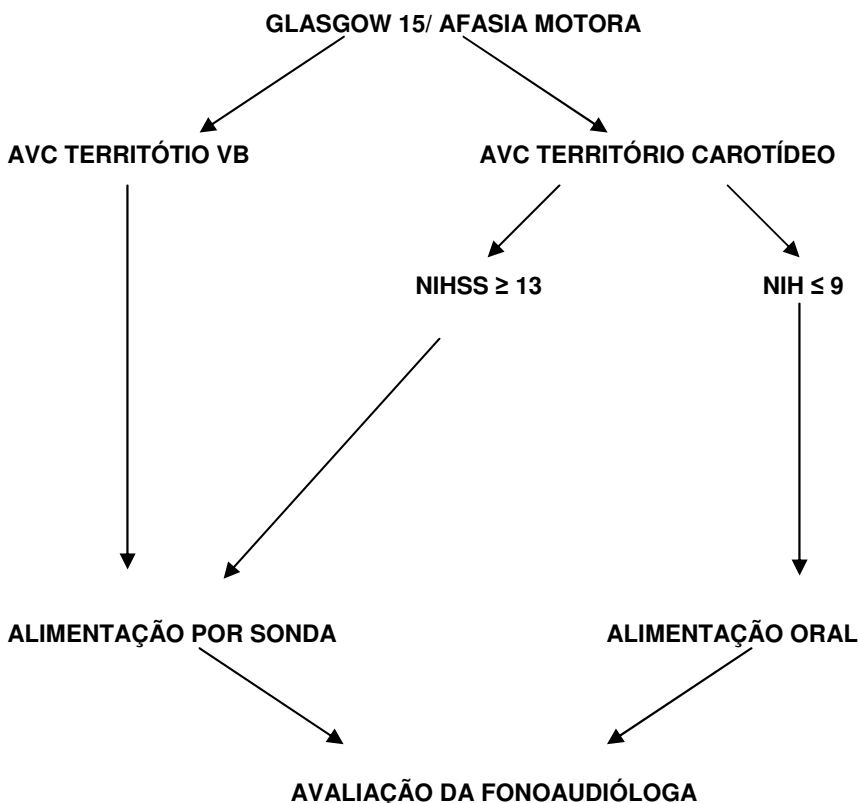 GLASGOW 15/ AFASIA MOTORA
AVC TERRITÓTIO VB
AVC TERRITÓRIO CAROTÍDEO
NIHSS ≥ 13
NIH ≤ 9
ALIMENTAÇÃO POR SONDA
ALIMENTAÇÃO ORAL
AVALIAÇÃO DA FONOAUDIÓLOGA